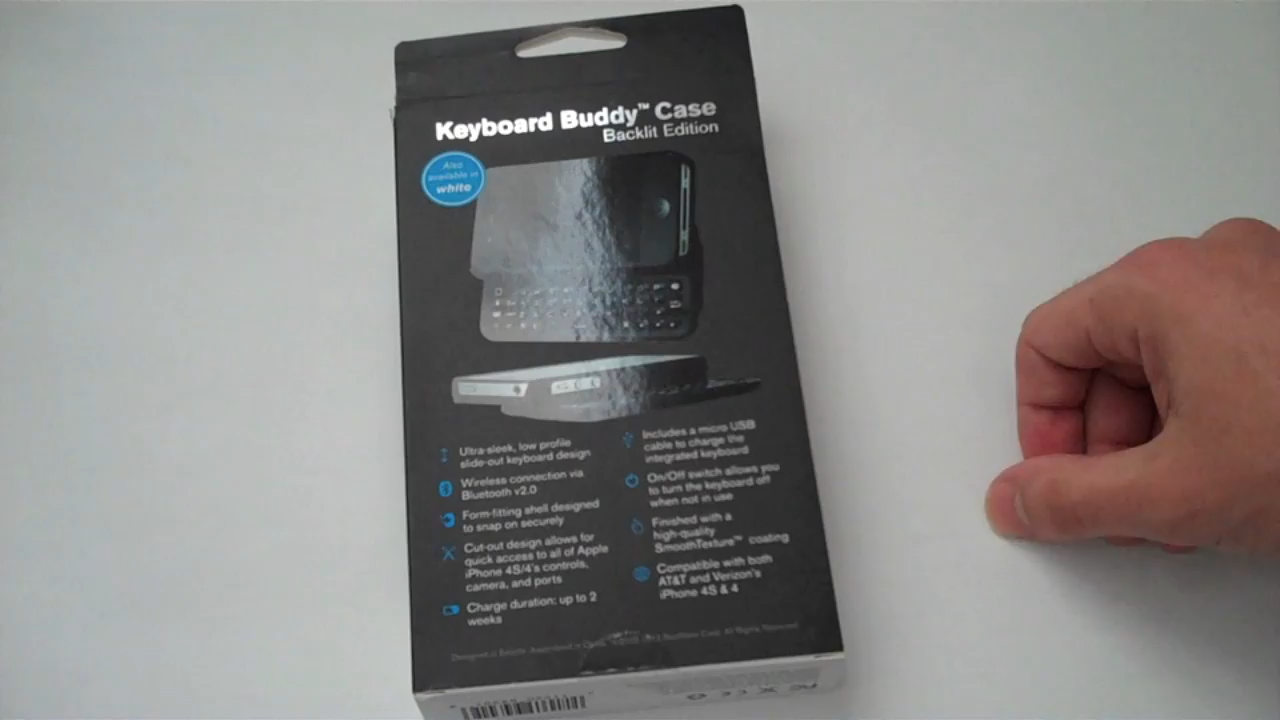 Keyboard Buddy™ Case
Backlit Edition
Also
available in
white
Ultra-sleek, low profile
slide-out keyboard design
Wireless connection via
Bluetooth v2.0
Form-fitting shell designed
to snap on securely
Cut-out design allows for
quick access to all of Apple
iPhone 4S/4's controls,
camera, and ports
Charge duration: up to 2
weeks
Includes a micro USB
cable to charge the
integrated keyboard
On/Off switch allows you
to turn the keyboard off
when not in use
Finished with a
high-quality
SmoothTexture™ coating
Compatible with both
AT&T and Verizon's
iPhone 4S & 4
All Rights Reserved